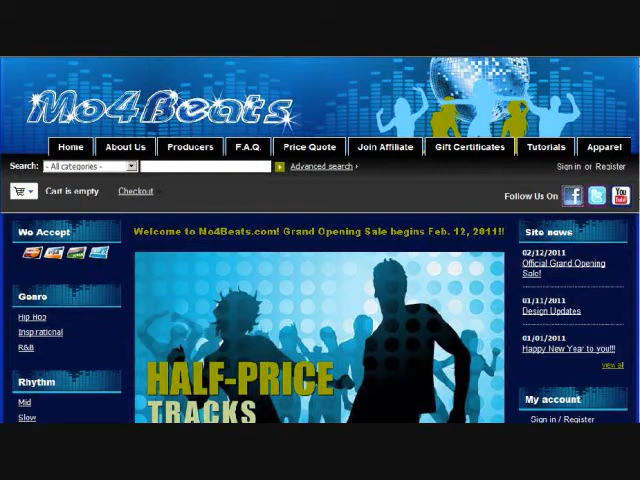 Mo4Beats
Home
About Us
Producers
F.A.Q.
Price Quote
Join Affiliate
Gift Certificates
Tutorials
Apparel
Search:
- All categories -
Advanced search
Sign in or Register
Cart is empty
Checkout
Follow Us On
You Tube
We Accept
Genre
Hip Hop
Inspirational
R&B
Rhythm
Mid
Slow
Welcome to Mo4Beats.com! Grand Opening Sale begins Feb. 12, 2011!!
HALF-PRICE
TRACKS
Site news
02/12/2011
Official Grand Opening
Sale!
01/11/2011
Design Updates
01/01/2011
Happy New Year to you!!!
view all
My account
Sign in / Register